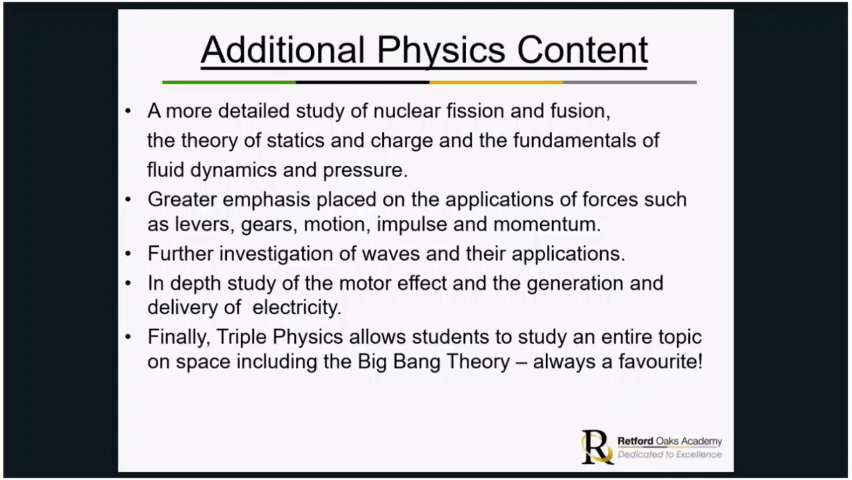 Additional Physics Content
• A more detailed study of nuclear fission and fusion,
the theory of statics and charge and the fundamentals of
fluid dynamics and pressure.
• Greater emphasis placed on the applications of forces such
as levers, gears, motion, impulse and momentum.
• Further investigation of waves and their applications.
• In depth study of the motor effect and the generation and
delivery of  electricity.
• Finally, Triple Physics allows students to study an entire topic
on space including the Big Bang Theory – always a favourite!
R
Retford Oaks Academy
Dedicated to Excellence